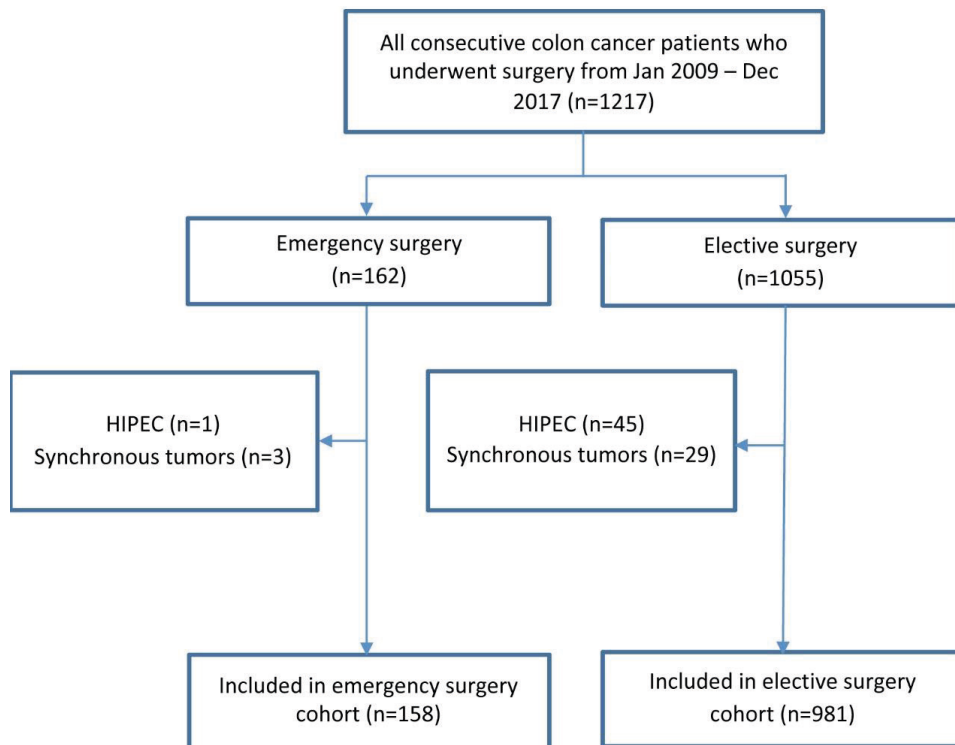 All consecutive colon cancer patients who
underwent surgery from Jan 2009 – Dec
2017 (n=1217)
Emergency surgery
(n=162)
Elective surgery
(n=1055)
HIPEC (n=1)
Synchronous tumors (n=3)
HIPEC (n=45)
Synchronous tumors (n=29)
Included in emergency surgery
cohort (n=158)
Included in elective surgery
cohort (n=981)